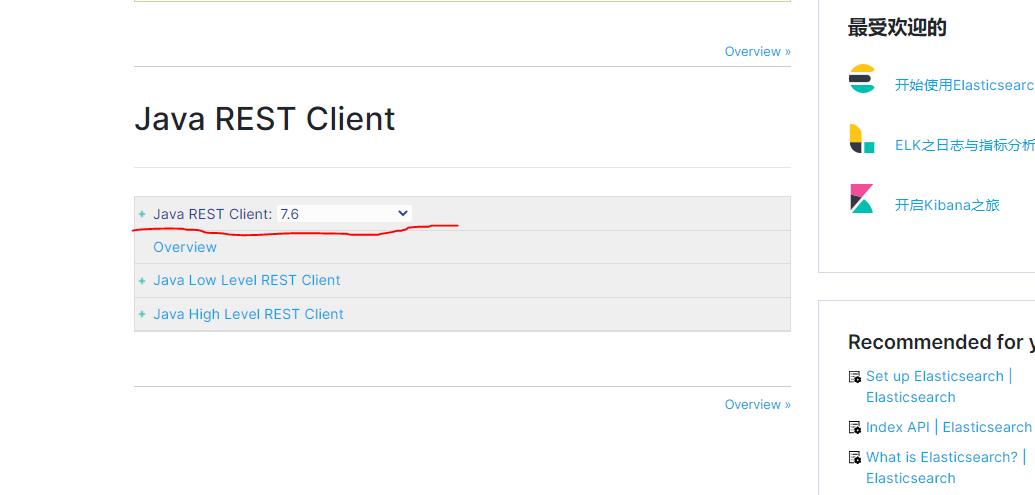 Overview »
Java REST Client
+ Java REST Client: 7.6
Overview
+ Java Low Level REST Client
+ Java High Level REST Client
Overview »
最受欢迎的
开始使用Elasticsearc
ELK之日志与指标分析
开启Kibana之旅
Recommended for y
Set up Elasticsearch |
Elasticsearch
Index API | Elasticsearch
What is Elasticsearch? |
Elasticsearch